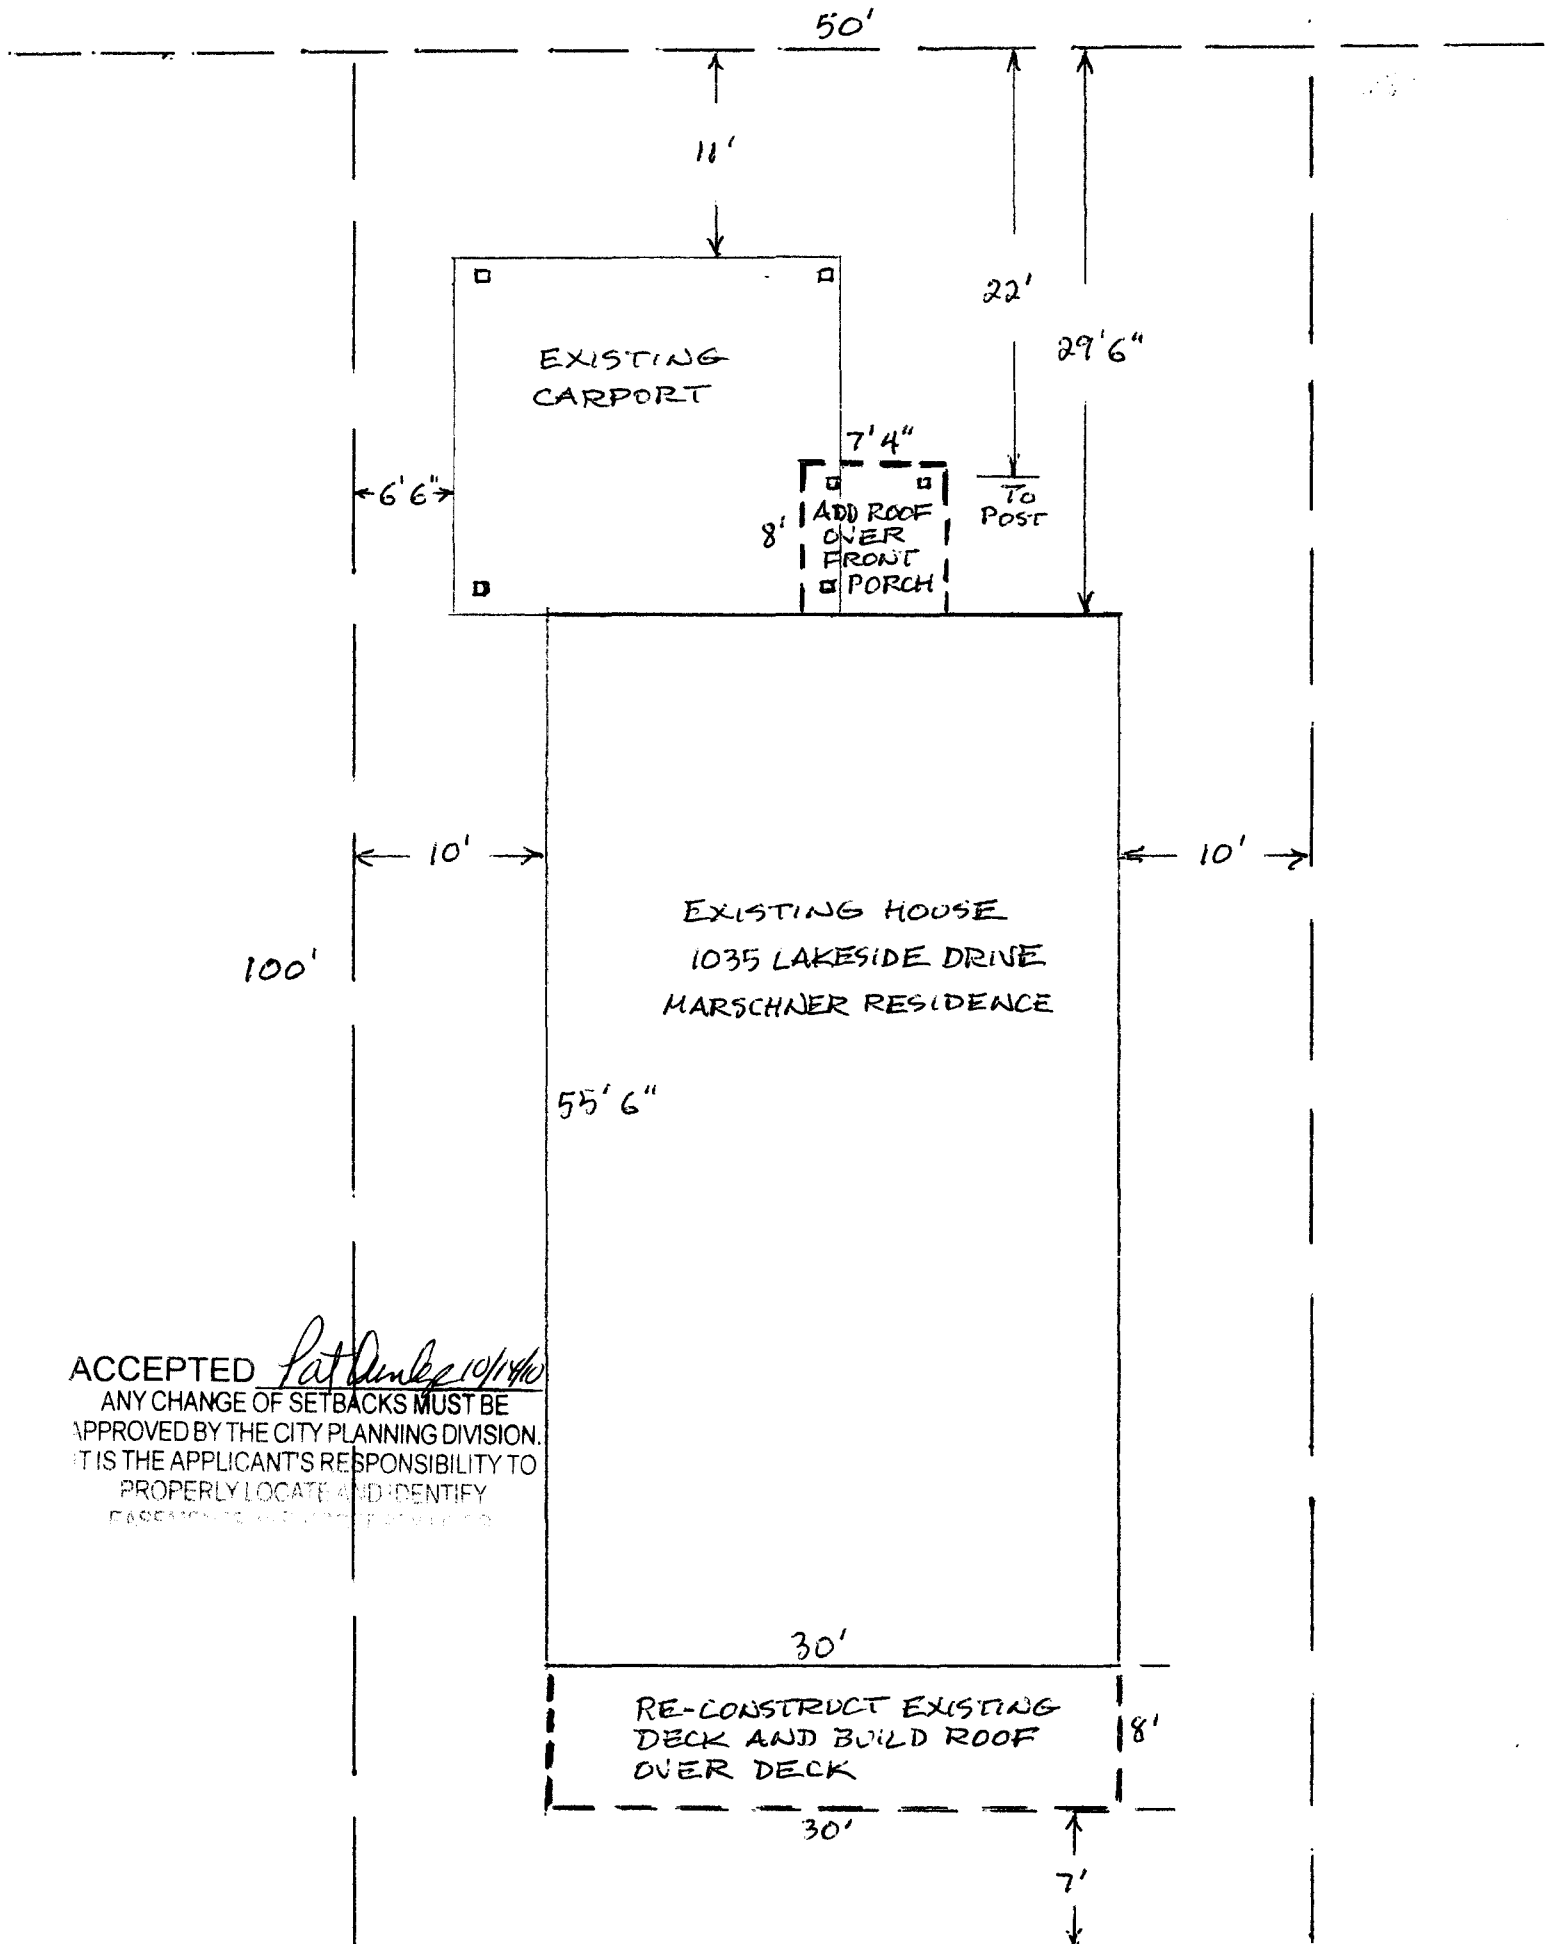 50'
11'
22'
29'6"
EXISTING
CARPORT
7'4"
6'6"
TO
POST
8'
ADD ROOF
OVER
FRONT
PORCH
10'
10'
EXISTING HOUSE
1035 LAKESIDE DRIVE
MARSCHNER RESIDENCE
100'
55'6"
ACCEPTED Pat Dunlap 10/14/10
ANY CHANGE OF SETBACKS MUST BE
APPROVED BY THE CITY PLANNING DIVISION.
IT IS THE APPLICANT'S RESPONSIBILITY TO
PROPERLY LOCATE AND IDENTIFY
30'
RE-CONSTRUCT EXISTING
DECK AND BUILD ROOF
OVER DECK
8'
30'
7'